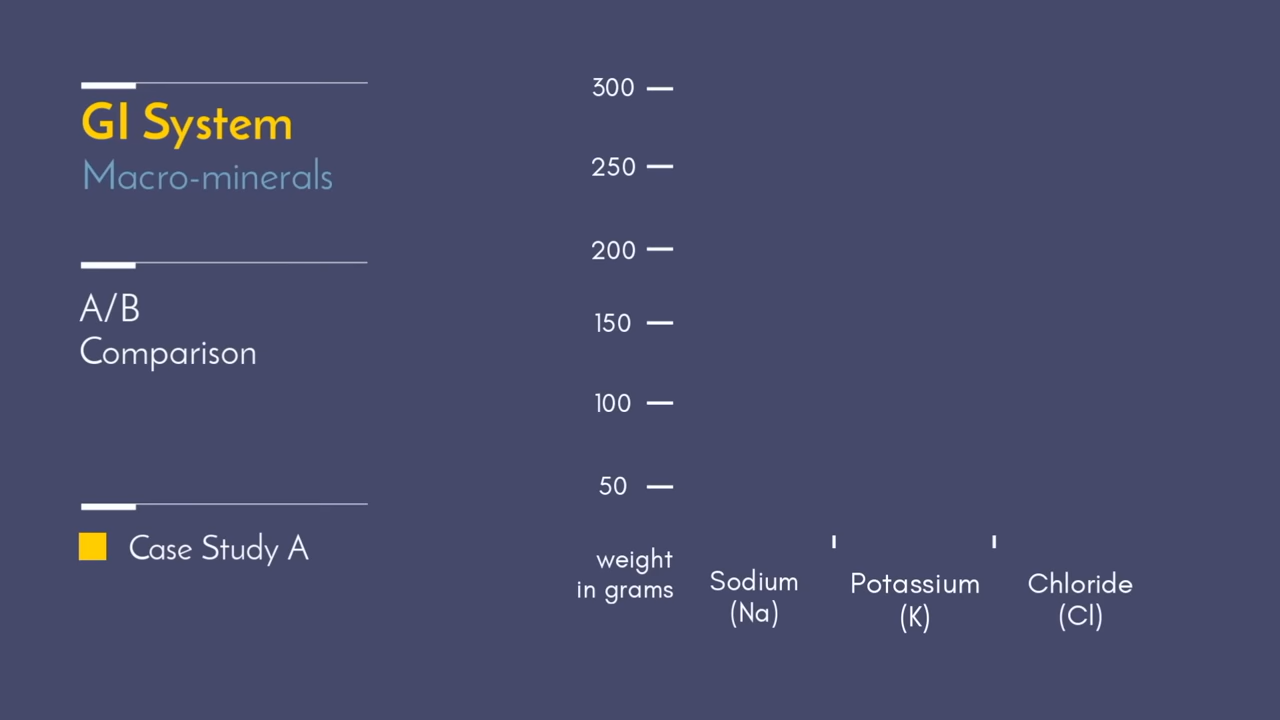 GI System
Macro-minerals
A/B
Comparison
Case Study A
300
250
200
150
100
50
weight
in grams
Sodium
(Na)
Potassium
(K)
Chloride
(Cl)